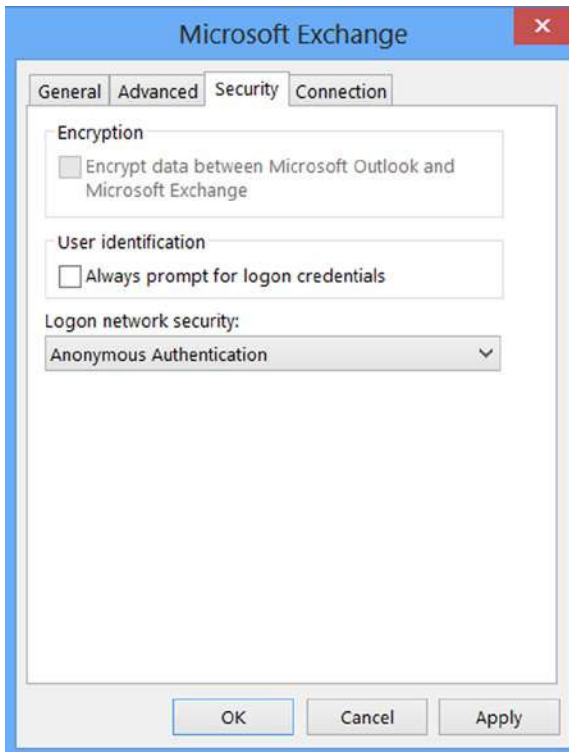 Microsoft Exchange
General Advanced Security Connection
Encryption
Encrypt data between Microsoft Outlook and
Microsoft Exchange
User identification
Always prompt for logon credentials
Logon network security:
Anonymous Authentication
OK Cancel Apply